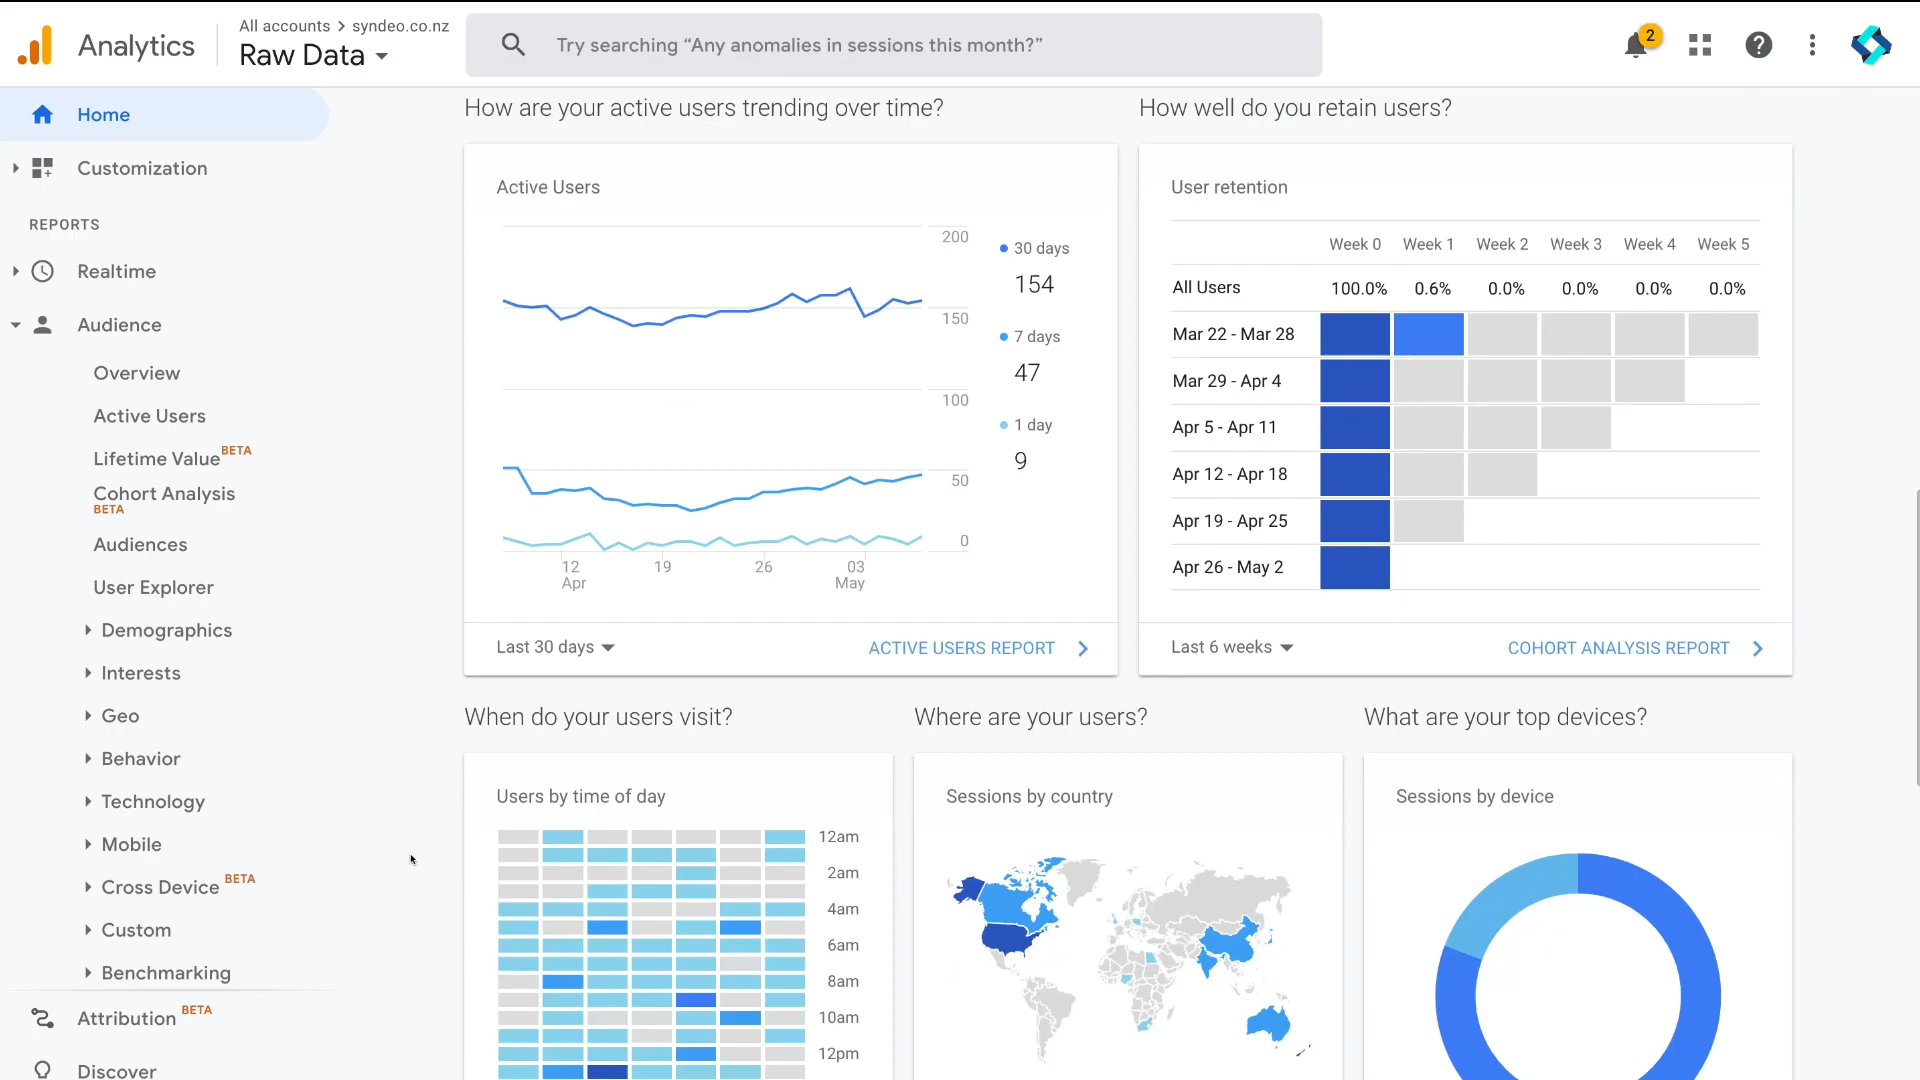 Analytics
All accounts > syndeo.co.nz
Raw Data
Try searching “Any anomalies in sessions this month?”
2
Home
Customization
REPORTS
Realtime
Audience
Overview
Active Users
Lifetime Value BETA
Cohort Analysis
BETA
Audiences
User Explorer
Demographics
Interests
Geo
Behavior
Technology
Mobile
Cross Device BETA
Custom
Benchmarking
Attribution BETA
Discover
How are your active users trending over time?
Active Users
200
150
100
50
0
12
Apr
19
26
03
May
30 days
154
7 days
47
1 day
9
Last 30 days
ACTIVE USERS REPORT
How well do you retain users?
User retention
Week 0 Week 1 Week 2 Week 3 Week 4 Week 5
All Users 100.0% 0.6% 0.0% 0.0% 0.0% 0.0%
Mar 22 - Mar 28
Mar 29 - Apr 4
Apr 5 - Apr 11
Apr 12 - Apr 18
Apr 19 - Apr 25
Apr 26 - May 2
Last 6 weeks
COHORT ANALYSIS REPORT
When do your users visit?
Users by time of day
12am
2am
4am
6am
8am
10am
12pm
Where are your users?
Sessions by country
What are your top devices?
Sessions by device